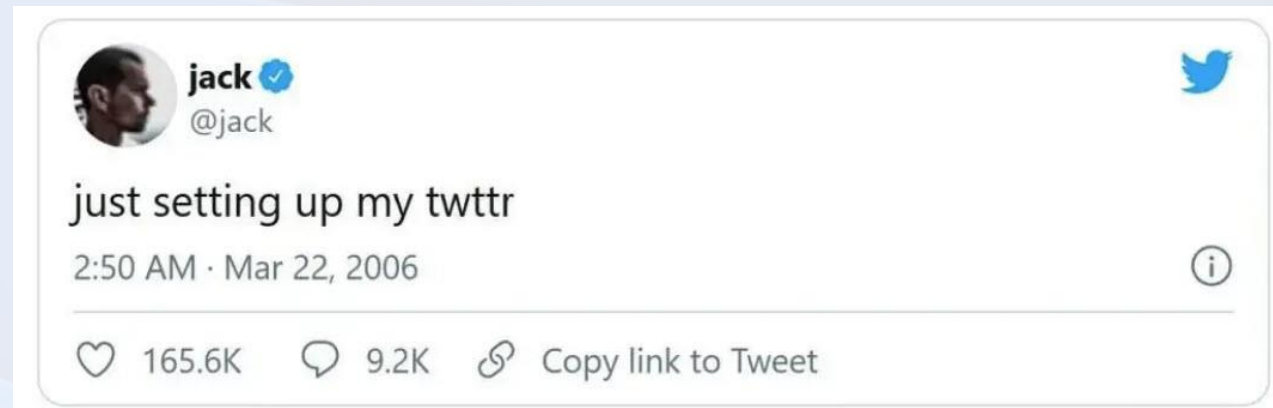 jack
@jack
just setting up my twttr
2:50 AM · Mar 22, 2006
165.6K 9.2K Copy link to Tweet